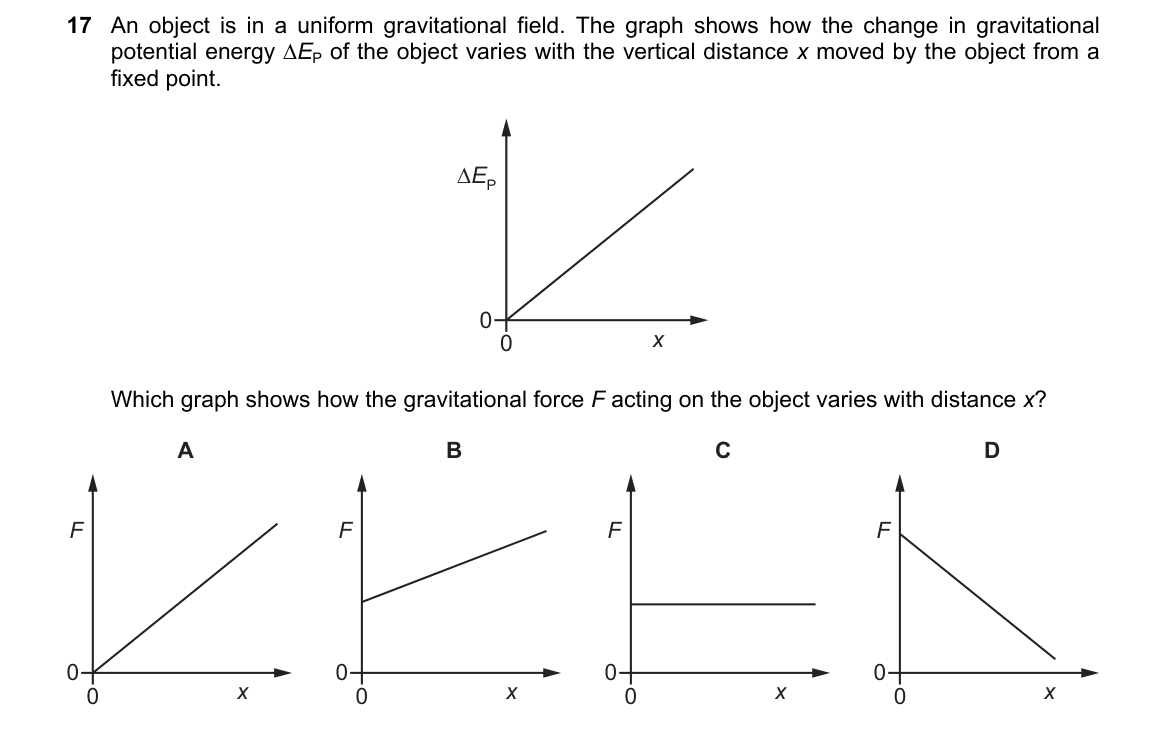 17 An object is in a uniform gravitational field. The graph shows how the change in gravitational
potential energy ΔEP of the object varies with the vertical distance x moved by the object from a
fixed point.
ΔEP
0
0
x
Which graph shows how the gravitational force F acting on the object varies with distance x?
A B C D
F F F F
0 0 0 0
0 x 0 x 0 x 0 x